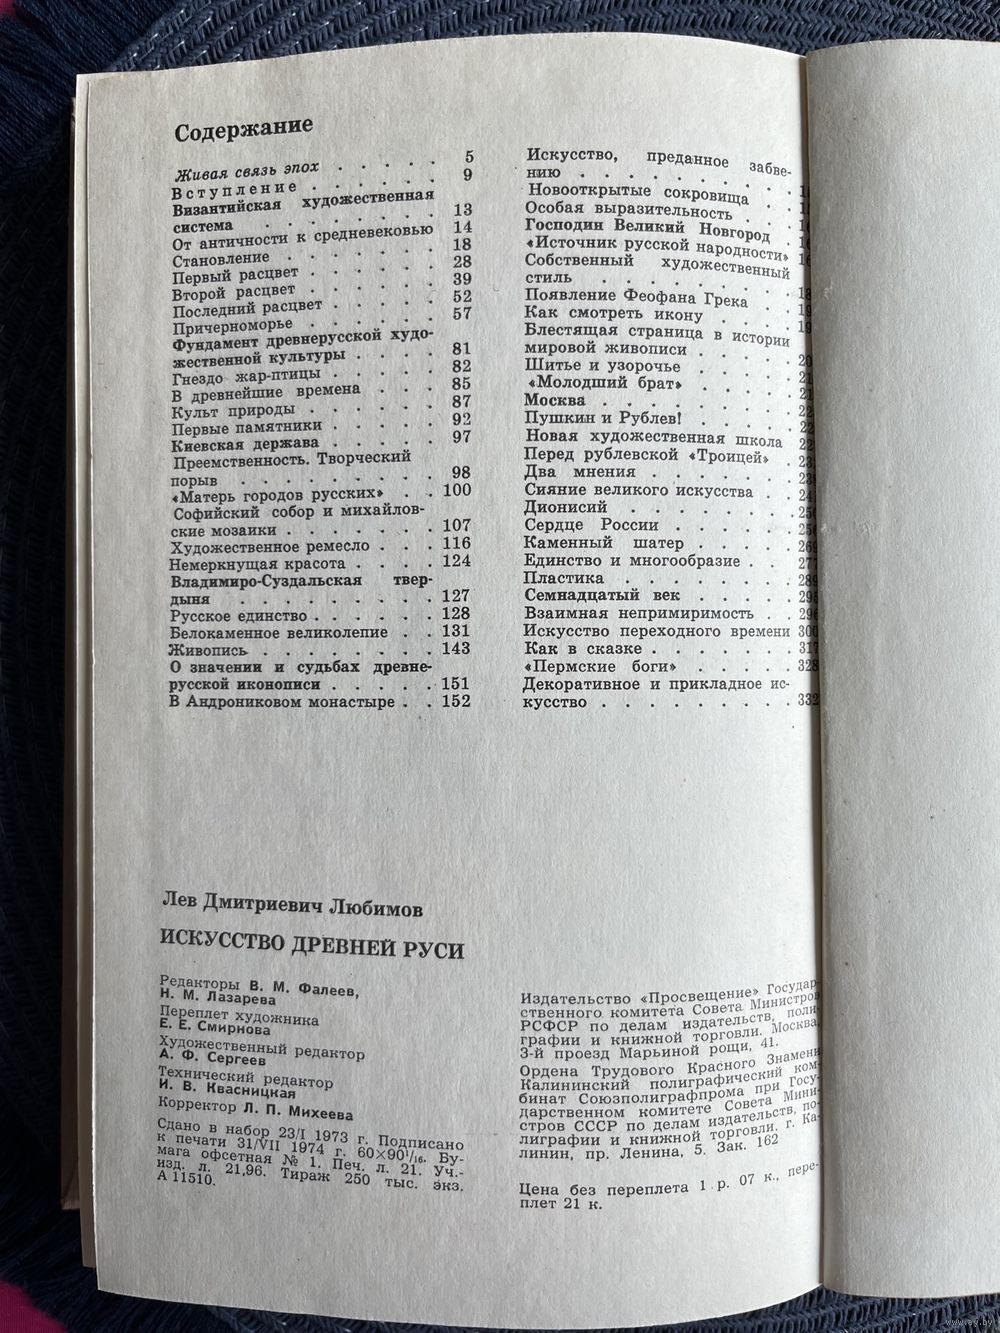 Содержание
Живая связь эпох . . . . . 5
Вступление . . . . . . 9
Византийская художественная
система . . . . . . . . 13
От античности к средневековью 14
Становление . . . . . . . 18
Первый расцвет . . . . . . 28
Второй расцвет . . . . . . 39
Последний расцвет . . . . . 52
Причерноморье . . . . . . 57
Фундамент древнерусской худо-
жественной культуры . . . . 81
Гнездо жар-птицы . . . . . 82
В древнейшие времена . . . . 85
Культ природы . . . . . . 87
Первые памятники . . . . . 92
Киевская держава . . . . . 97
Преемственность. Творческий
порыв . . . . . . . . . 98
«Матерь городов русских» . . 100
Софийский собор и михайлов-
ские мозаики . . . . . . . 107
Художественное ремесло . . . 116
Немеркнущая красота . . . . 124
Владимиро-Суздальская твер-
дыня . . . . . . . . . 127
Русское единство . . . . . . 128
Белокаменное великолепие . . 131
Живопись . . . . . . . . 143
О значении и судьбах древне-
русской иконописи . . . . . 151
В Андрониковом монастыре . . 152
Искусство, преданное забве-
нию . . . . . . . . .
Новооткрытые сокровища . .
Особая выразительность . . .
Господин Великий Новгород .
«Источник русской народности»
Собственный художественный
стиль . . . . . . . . .
Появление Феофана Грека . .
Как смотреть икону . . . .
Блестящая страница в истории
мировой живописи . . . . .
Шитье и узорочье . . . . .
«Молодший брат» . . . . .
Москва . . . . . . . .
Пушкин и Рублев! . . . . .
Новая художественная школа
Перед рублевской «Троицей» .
Два мнения . . . . . . .
Сияние великого искусства . .
Дионисий . . . . . . . .
Сердце России . . . . . .
Каменный шатер . . . . .
Единство и многообразие . . .
Пластика . . . . . . . .
Семнадцатый век . . . . .
Взаимная непримиримость . .
Искусство переходного времени 300
Как в сказке . . . . . . . 317
«Пермские боги» . . . . . 328
Декоративное и прикладное ис-
кусство . . . . . . . . . 332
Лев Дмитриевич Любимов
ИСКУССТВО ДРЕВНЕЙ РУСИ
Редакторы В. М. Фалеев,
Н. М. Лазарева
Переплет художника
Е. Е. Смирнова
Художественный редактор
А. Ф. Сергеев
Технический редактор
И. В. Квасницкая
Корректор Л. П. Михеева
Сдано в набор 23/I 1973 г. Подписано
к печати 31/VII 1974 г. 60×90¹/₁₆. Бу-
мага офсетная № 1. Печ. л. 21. Уч.-
изд. л. 21,96. Тираж 250 тыс. экз.
А 11510.
Издательство «Просвещение» Государ-
ственного комитета Совета Министров
РСФСР по делам издательств, поли-
графии и книжной торговли. Москва,
3-й проезд Марьиной рощи, 41.
Ордена Трудового Красного Знамени
Калининский полиграфический ком-
бинат Союзполиграфпрома при Госу-
дарственном комитете Совета Мини-
стров СССР по делам издательств, по-
лиграфии и книжной торговли. г. Ка-
линин, пр. Ленина, 5. Зак. 162
Цена без переплета 1 р. 07 к., пере-
плет 21 к.
www.ay.by